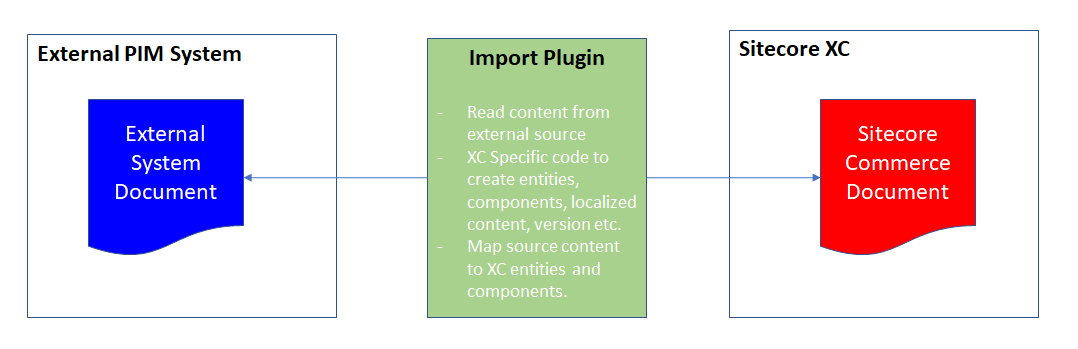 External PIM System
External
System
Document
Import Plugin
- Read content from
external source
- XC Specific code to
create entities,
components, localized
content, version etc.
- Map source content
to XC entities and
components.
Sitecore XC
Sitecore
Commerce
Document